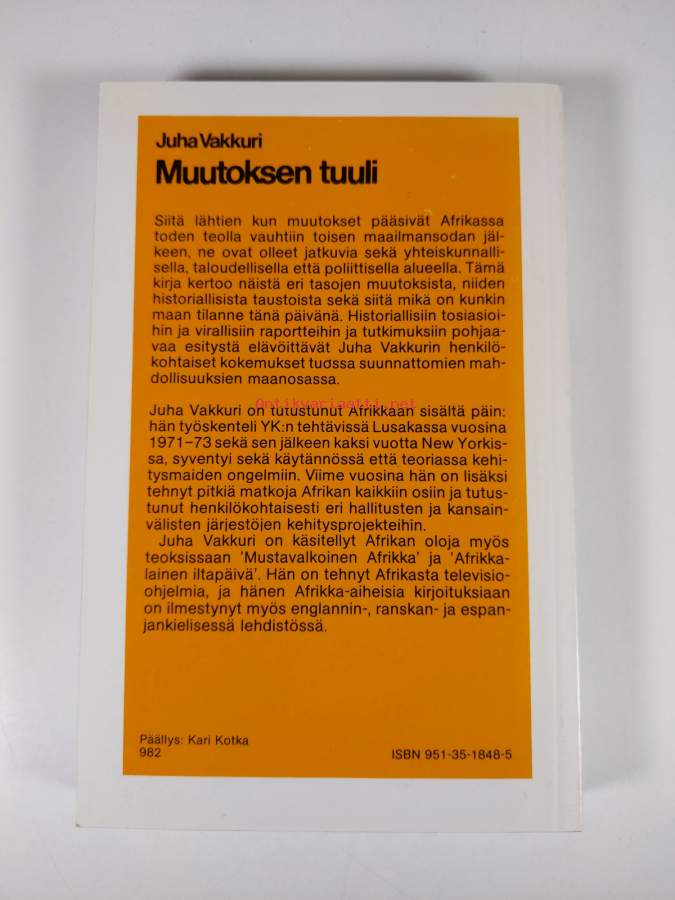 Juha Vakkuri
Muutoksen tuuli
Siitä lähtien kun muutokset pääsivät Afrikassa
toden teolla vauhtiin toisen maailmansodan jäl-
keen, ne ovat olleet jatkuvia sekä yhteiskunnalli-
sella, taloudellisella että poliittisella alueella. Tämä
kirja kertoo näistä eri tasojen muutoksista, niiden
historiallisista taustoista sekä siitä mikä on kunkin
maan tilanne tänä päivänä. Historiallisiin tosiasioi-
hin ja virallisiin raportteihin ja tutkimuksiin pohjaa-
vaa esitystä elävöittävät Juha Vakkurin henkilö-
kohtaiset kokemukset tuossa suunnattomien mah-
dollisuuksien maanosassa.
Antikvariaatti.net
Juha Vakkuri on tutustunut Afrikkaan sisältä päin:
hän työskenteli YK:n tehtävissä Lusakassa vuosina
1971–73 sekä sen jälkeen kaksi vuotta New Yorkis-
sa, syventyi sekä käytännössä että teoriassa kehi-
tysmaiden ongelmiin. Viime vuosina hän on lisäksi
tehnyt pitkiä matkoja Afrikan kaikkiin osiin ja tutus-
tunut henkilökohtaisesti eri hallitusten ja kansain-
välisten järjestöjen kehitysprojekteihin.
Juha Vakkuri on käsitellyt Afrikan oloja myös
teoksissaan 'Mustavalkoinen Afrikka' ja 'Afrikka-
lainen iltapäivä'. Hän on tehnyt Afrikasta televisio-
ohjelmia, ja hänen Afrikka-aiheisia kirjoituksiaan
on ilmestynyt myös englannin-, ranskan- ja espan-
jankielisessä lehdistössä.
Päällys: Kari Kotka
982
ISBN 951-35-1848-5